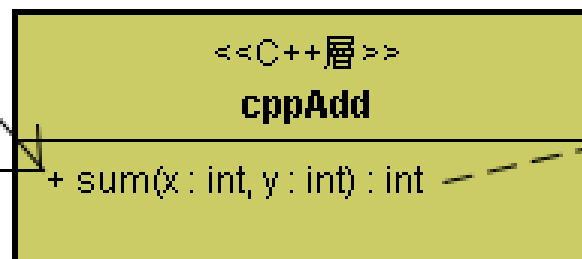 <<C++層>>
cppAdd
+ sum(x : int, y : int) : int